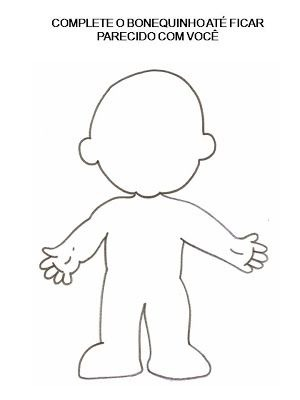 COMPLETE O BONEQUINHO ATÉ FICAR
PARECIDO COM VOCÊ